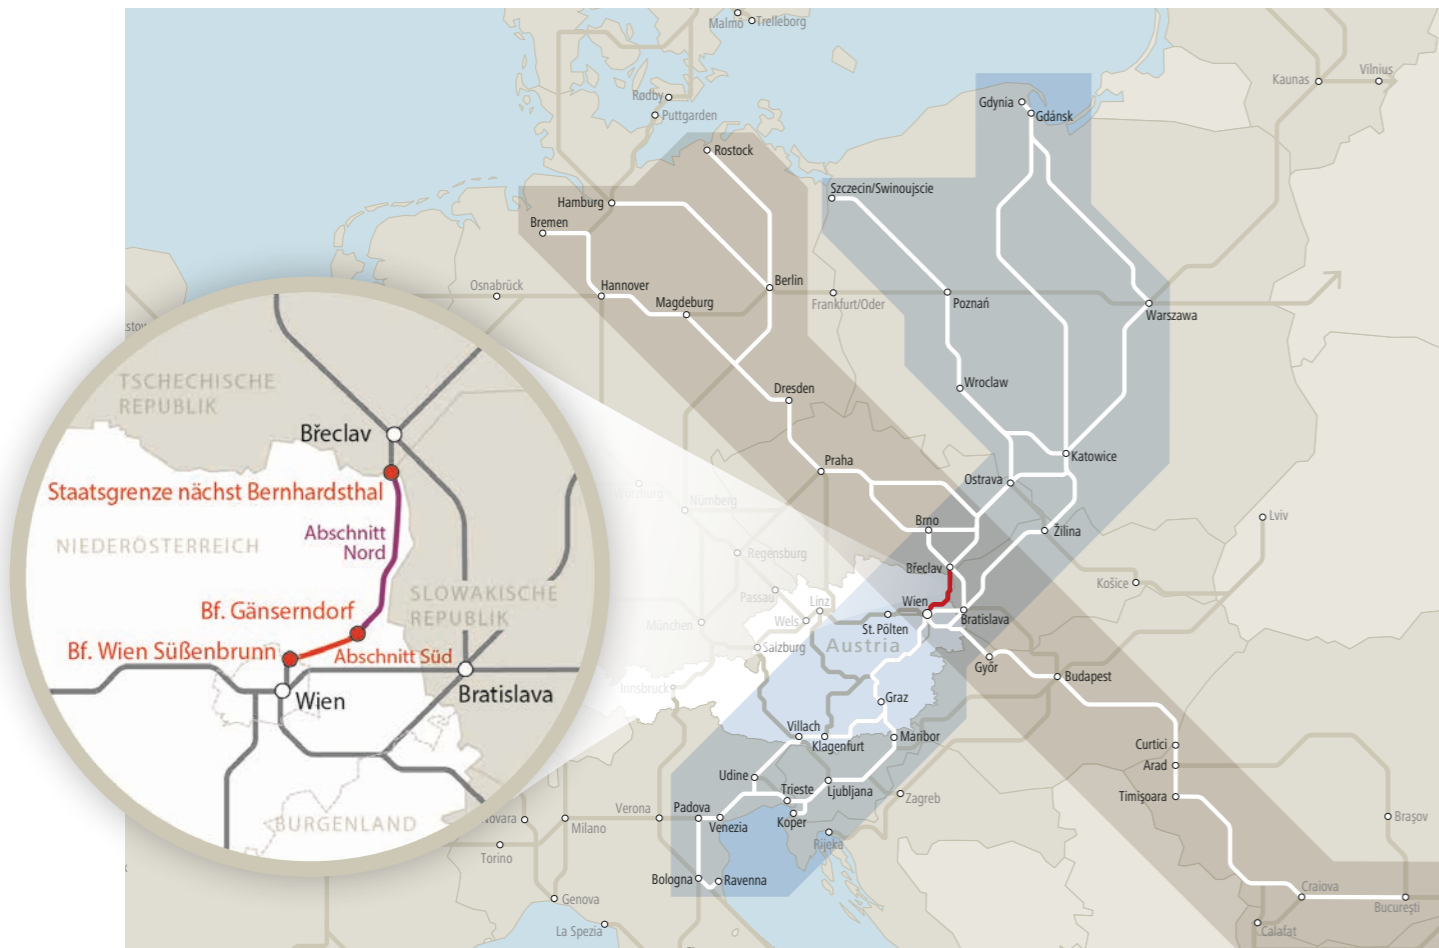 Malmö
Trelleborg
Rødby
Puttgarden
Kaunas
Vilnius
Gdynia
Gdánsk
Rostock
Szczecin/Swinoujscie
Hamburg
Bremen
Osnabrück
Hannover
Berlin
Magdeburg
Frankfurt/Oder
Poznań
Warszawa
Dresden
Wroclaw
Praha
Katowice
Ostrava
Würzburg
Nürnberg
Brno
Žilina
Lviv
Regensburg
Břeclav
Košice
Passau
Linz
Wien
Bratislava
Wels
St. Pölten
München
Salzburg
Austria
Győr
Budapest
Innsbruck
Graz
Villach
Klagenfurt
Maribor
Curtici
Arad
Udine
Trieste
Ljubljana
Zagreb
Timişoara
Novara
Milano
Verona
Padova
Venezia
Koper
Rijeka
Braşov
Torino
Bologna
Ravenna
Genova
La Spezia
Craiova
Bucureşti
Calafat
TSCHECHISCHE
REPUBLIK
Břeclav
Staatsgrenze nächst Bernhardsthal
Abschnitt
Nord
NIEDERÖSTERREICH
SLOWAKISCHE
REPUBLIK
Bf. Gänserndorf
Bf. Wien Süßenbrunn
Abschnitt Süd
Wien
Bratislava
BURGENLAND